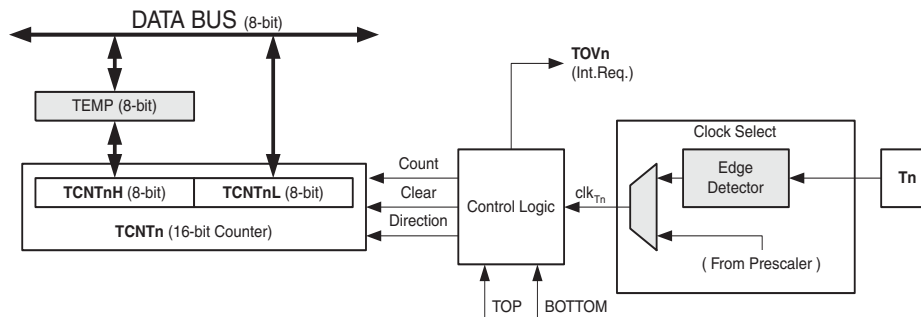 DATA BUS (8-bit)
TOVn
(Int.Req.)
TEMP (8-bit)
Clock Select
Count
Edge
Detector
Tn
TCNTnH (8-bit)
TCNTnL (8-bit)
Clear
Control Logic
clkTn
TCNTn (16-bit Counter)
Direction
( From Prescaler )
TOP
BOTTOM